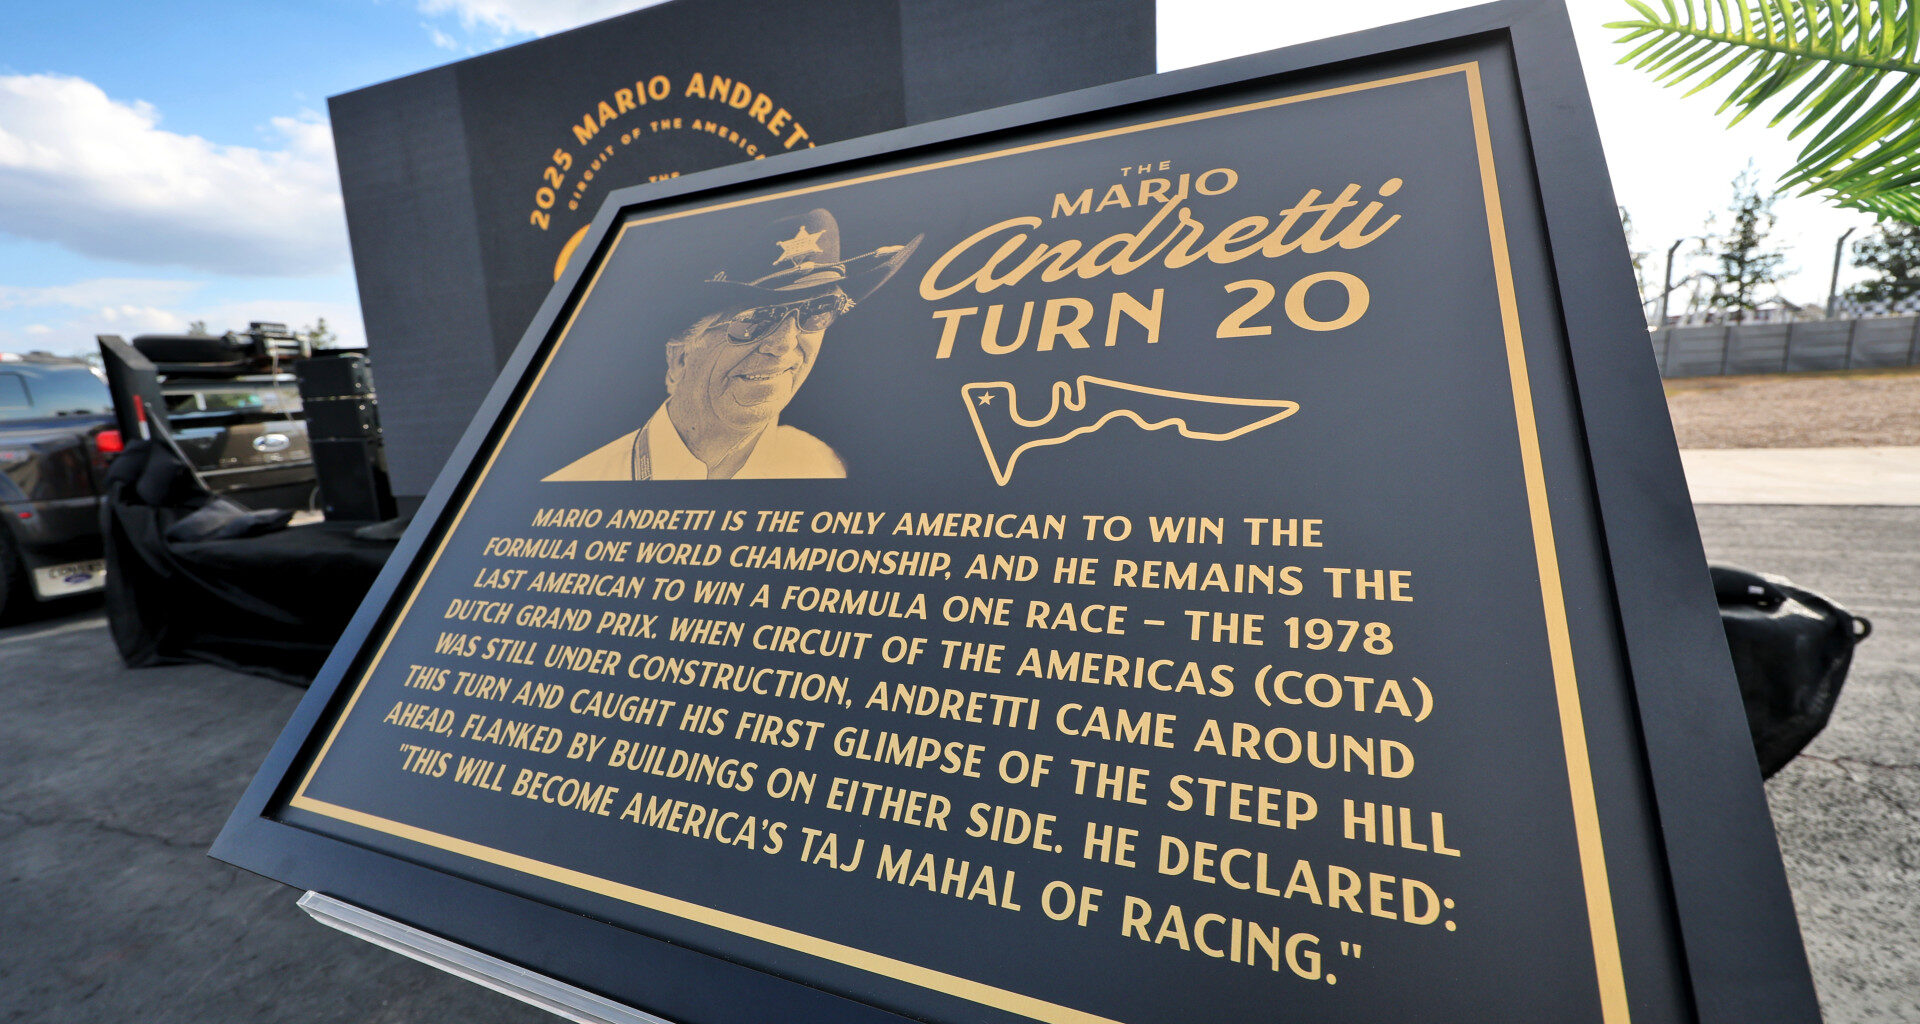 2025 MARIO ANDRETT
CIRCUIT OF THE AMERICA
THE
THE
MARIO
Andretti
TURN 20
MARIO ANDRETTI IS THE ONLY AMERICAN TO WIN THE
FORMULA ONE WORLD CHAMPIONSHIP, AND HE REMAINS THE
LAST AMERICAN TO WIN A FORMULA ONE RACE – THE 1978
DUTCH GRAND PRIX. WHEN CIRCUIT OF THE AMERICAS (COTA)
WAS STILL UNDER CONSTRUCTION, ANDRETTI CAME AROUND
THIS TURN AND CAUGHT HIS FIRST GLIMPSE OF THE STEEP HILL
AHEAD, FLANKED BY BUILDINGS ON EITHER SIDE. HE DECLARED:
"THIS WILL BECOME AMERICA'S TAJ MAHAL OF RACING."